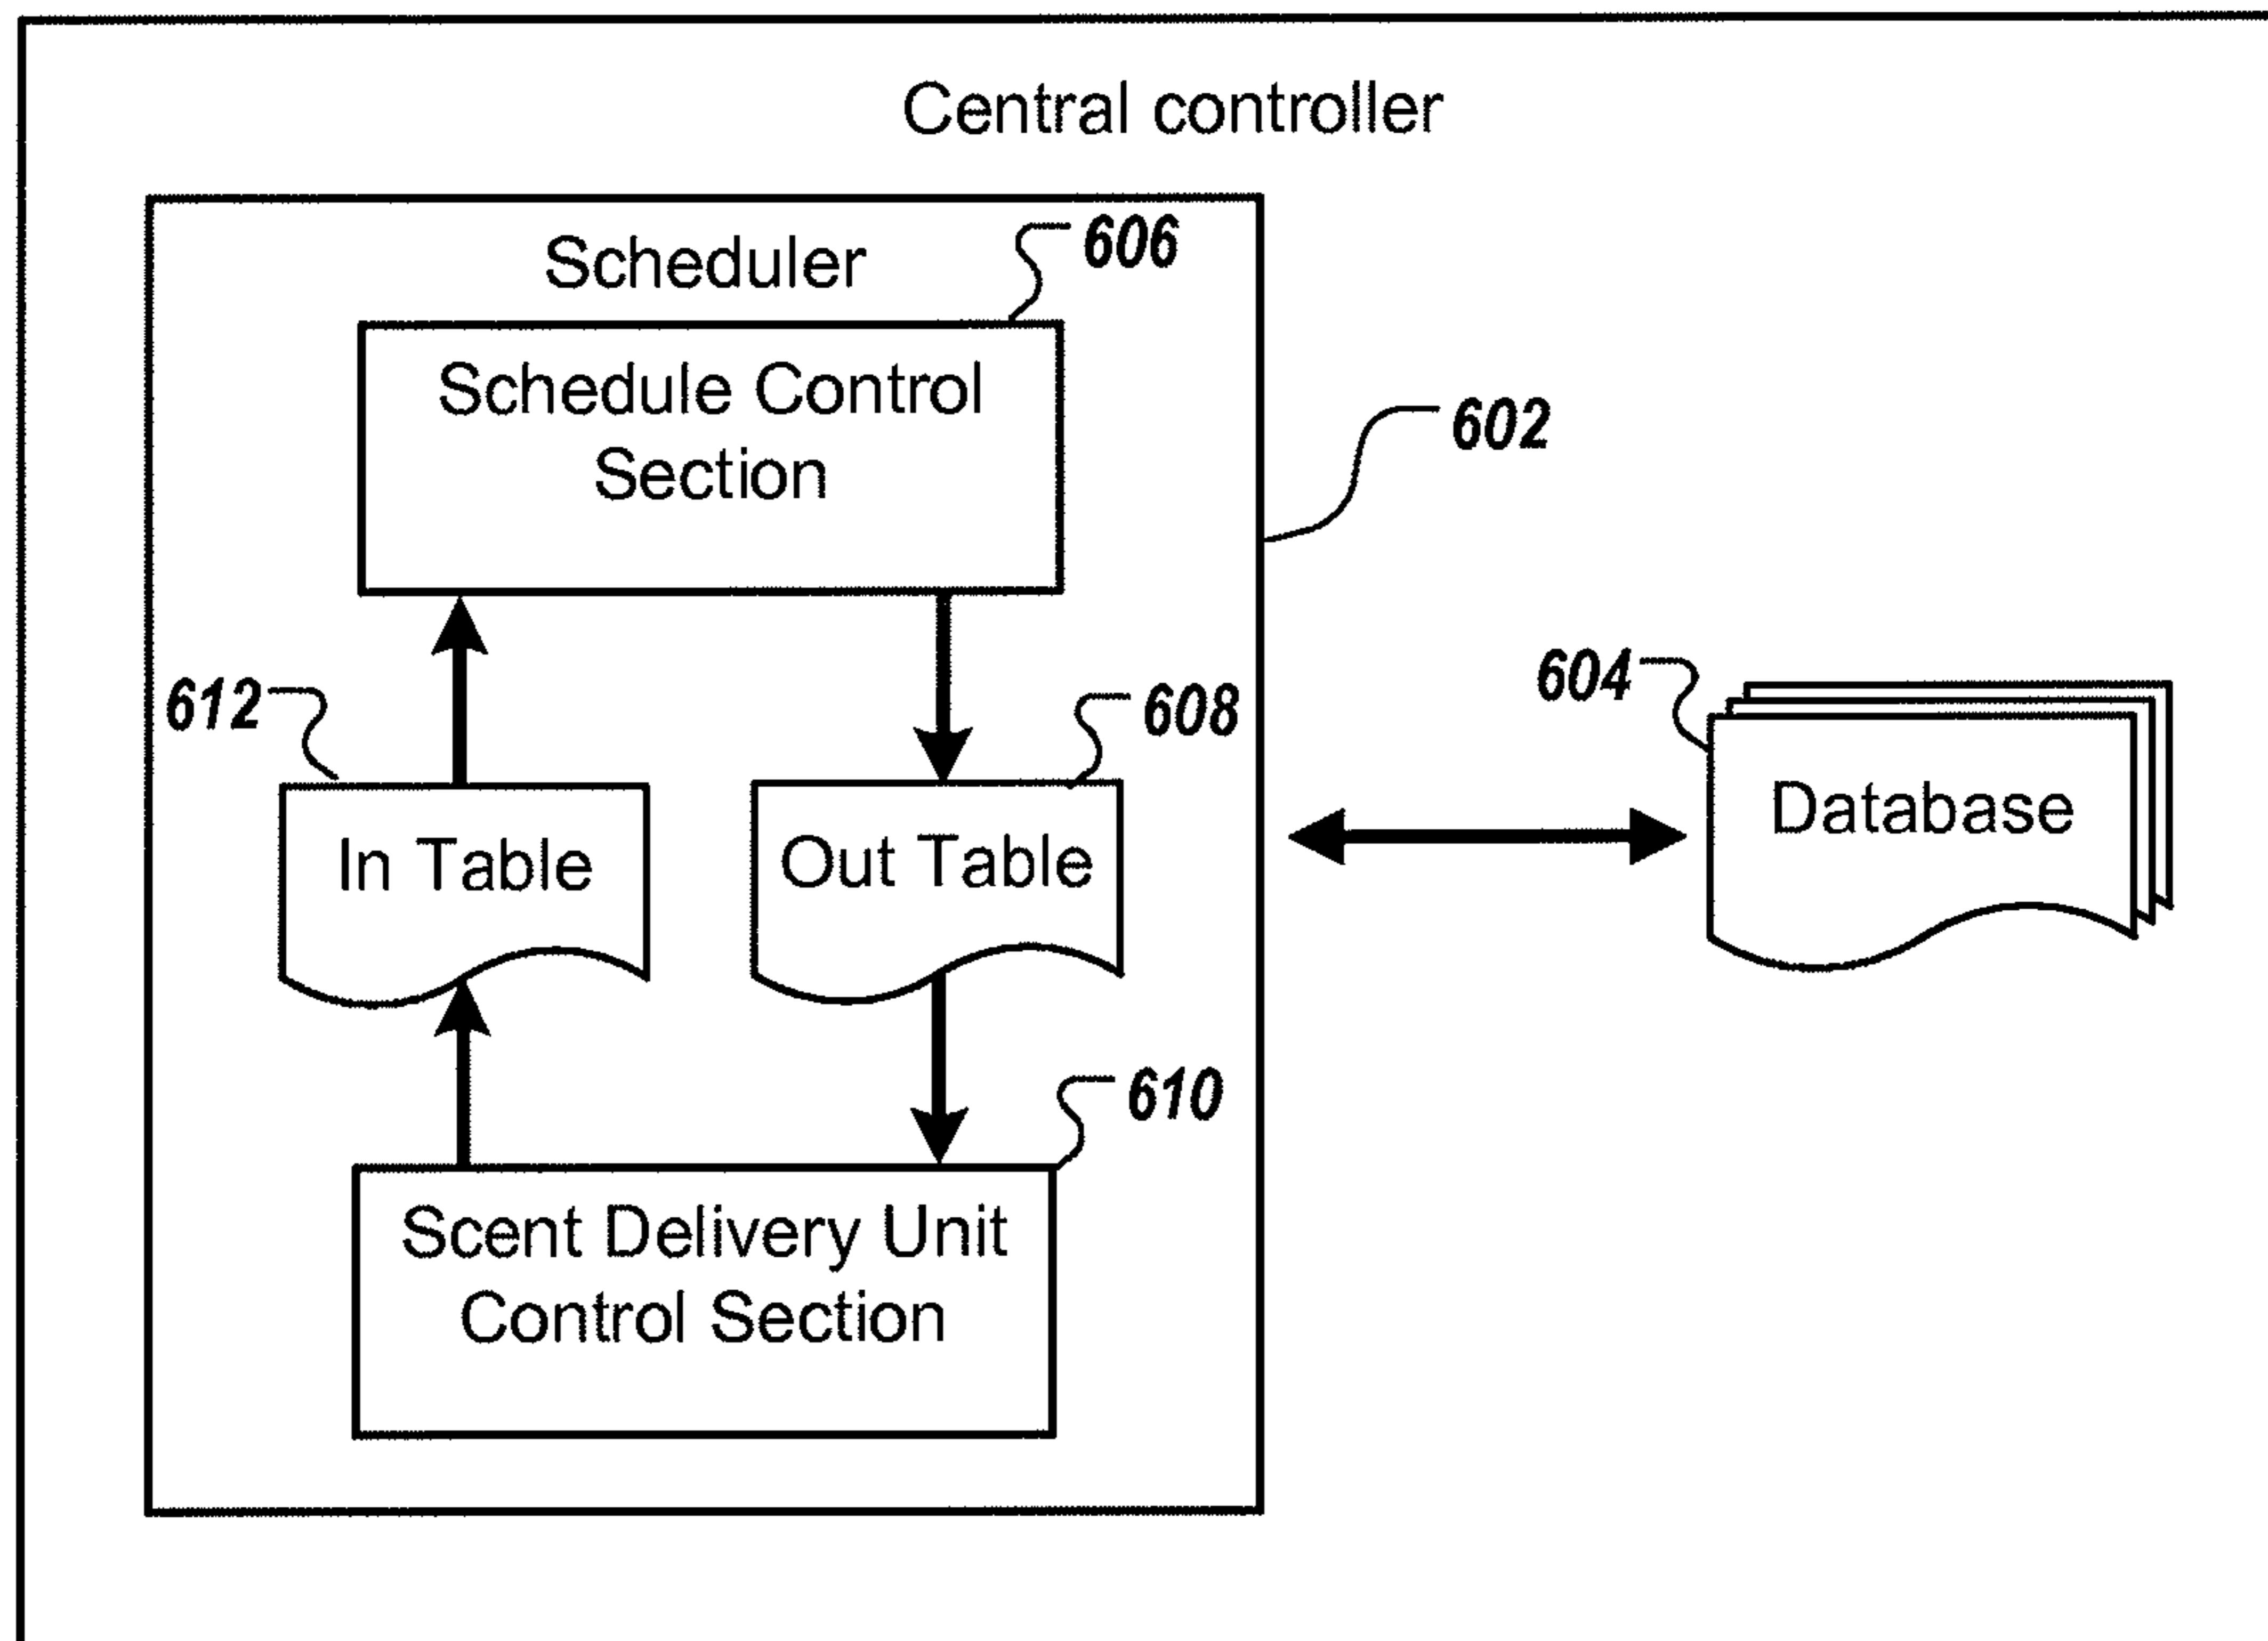 Central controller
Scheduler
606
Schedule Control
Section
602
612
608
604
In Table
Out Table
Database
610
Scent Delivery Unit
Control Section